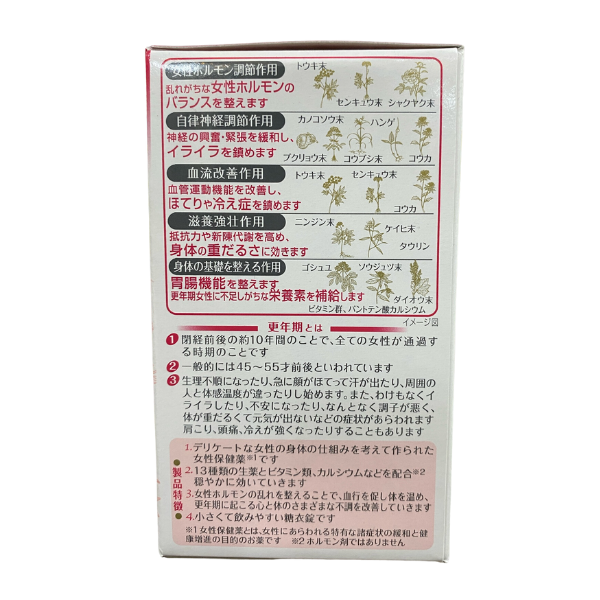 女性ホルモン調節作用
乱れがちな女性ホルモンの
バランスを整えます
トウキ末
センキュウ末
シャクヤク末
自律神経調節作用
神経の興奮・緊張を緩和し、
イライラを鎮めます
カノコソウ末
ハンゲ
ブクリョウ末
コウブシ末
コウカ
血流改善作用
血管運動機能を改善し、
ほてりや冷え症を鎮めます
トウキ末
センキュウ末
コウカ
滋養強壮作用
抵抗力や新陳代謝を高め、
身体の重だるさに効きます
ニンジン末
ケイヒ末
タウリン
身体の基礎を整える作用
胃腸機能を整えます
更年期女性に不足しがちな栄養素を補給します
ゴシュユ
ソウジュツ末
ダイオウ末
ビタミン群、パントテン酸カルシウム
イメージ図
更年期とは
1 閉経前後の約10年間のことで、全ての女性が通過す
る時期のことです
2 一般的には45〜55才前後といわれています
3 生理不順になったり、急に顔がほてって汗が出たり、周囲の
人と体感温度が違ったりし始めます。また、わけもなくイ
ライラしたり、不安になったり、なんとなく調子が悪く、
体が重だるくて元気が出ないなどの症状があらわれます
肩こり、頭痛、冷えが強くなったりすることもあります
製品特徴
1.デリケートな女性の身体の仕組みを考えて作られた
女性保健薬※1です
2.13種類の生薬とビタミン類、カルシウムなどを配合※2
穏やかに効いていきます
3.女性ホルモンの乱れを整えることで、血行を促し体を温め、
更年期に起こる心と体のさまざまな不調を改善していきます
4.小さくて飲みやすい糖衣錠です
※1 女性保健薬とは、女性にあらわれる特有な諸症状の緩和と健
康増進の目的のお薬です ※2 ホルモン剤ではありません